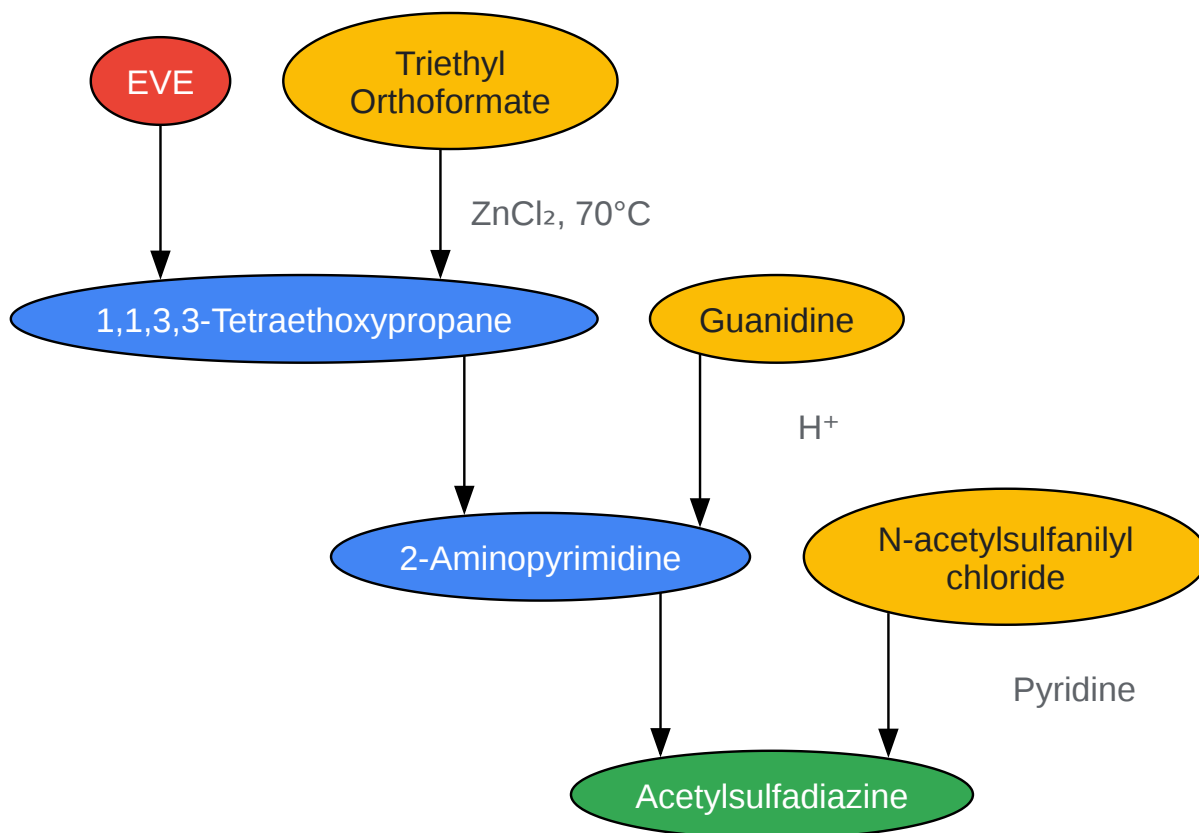 EVE
Triethyl
Orthoformate
ZnCl₂, 70°C
1,1,3,3-Tetraethoxypropane
Guanidine
H⁺
2-Aminopyrimidine
N-acetylsulfanilyl
chloride
Pyridine
Acetylsulfadiazine